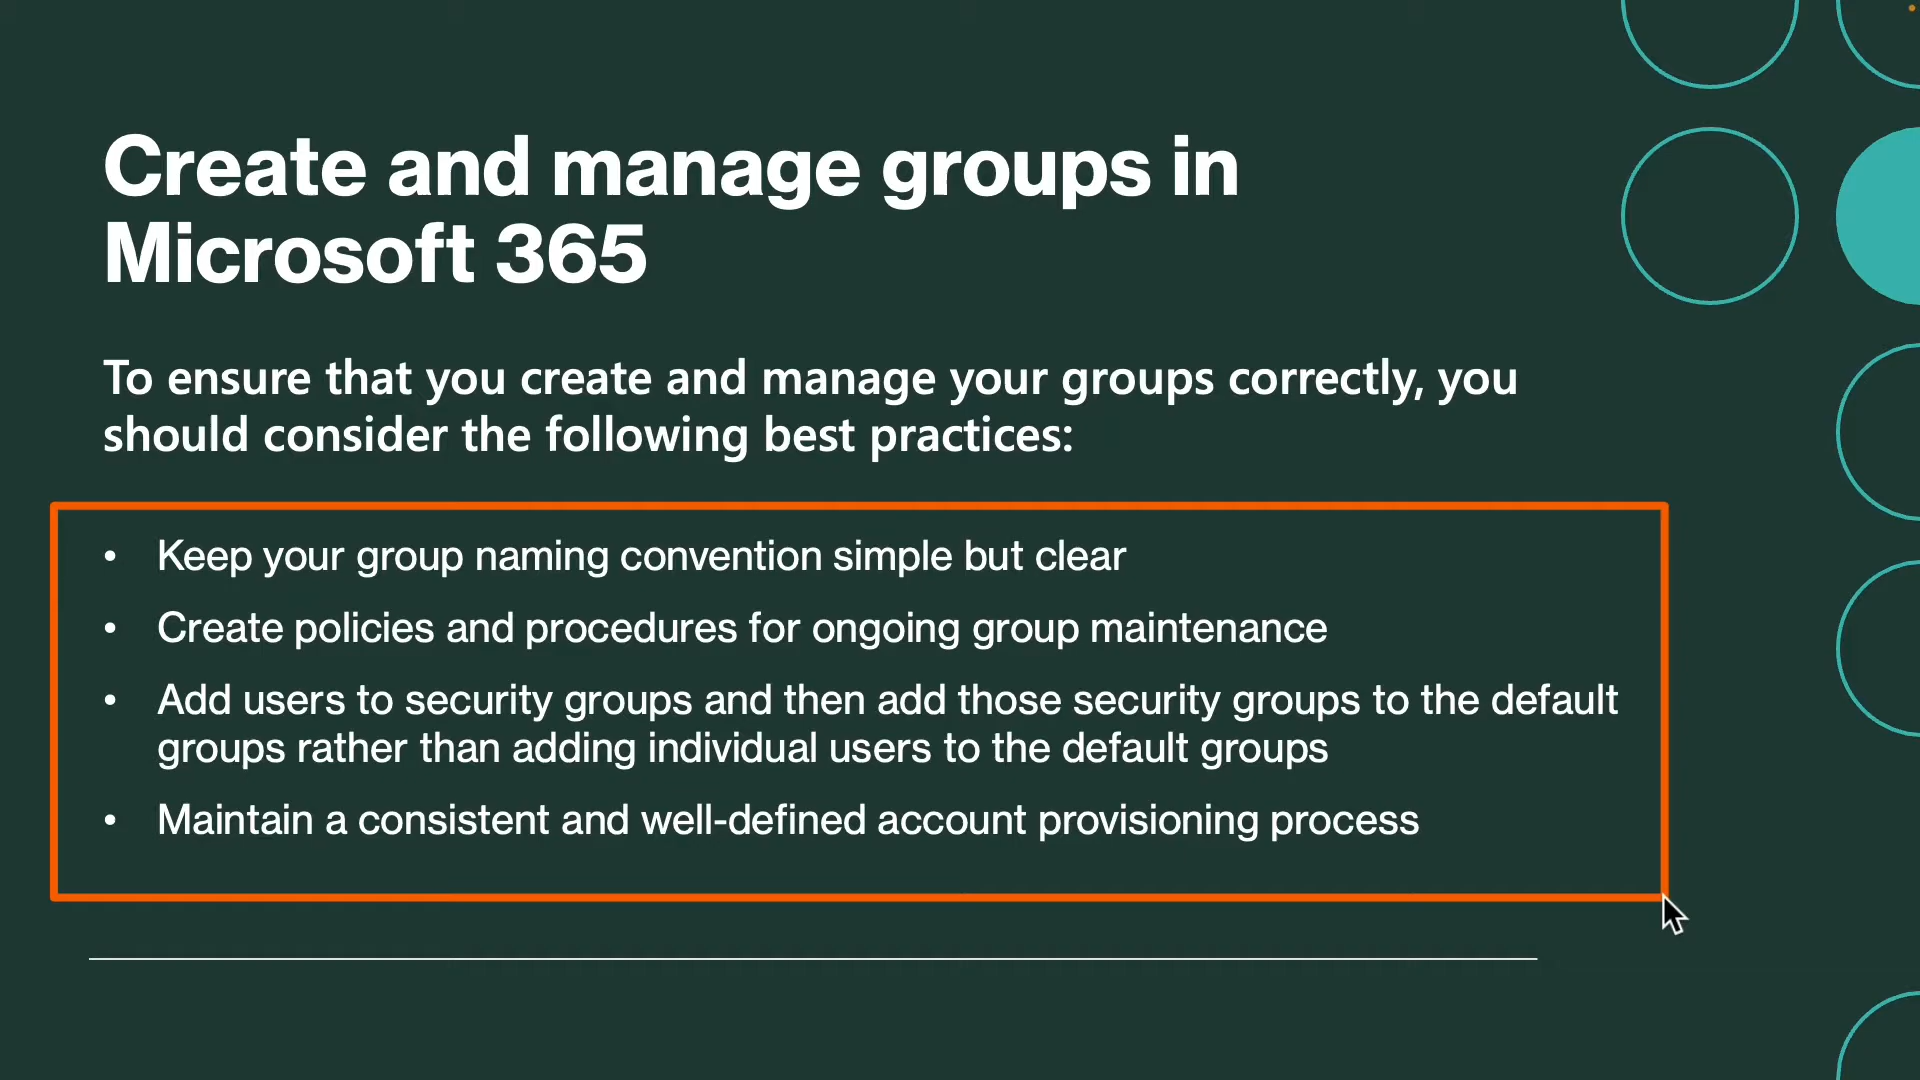 Create and manage groups in
Microsoft 365
To ensure that you create and manage your groups correctly, you
should consider the following best practices:
• Keep your group naming convention simple but clear
• Create policies and procedures for ongoing group maintenance
• Add users to security groups and then add those security groups to the default
groups rather than adding individual users to the default groups
• Maintain a consistent and well-defined account provisioning process